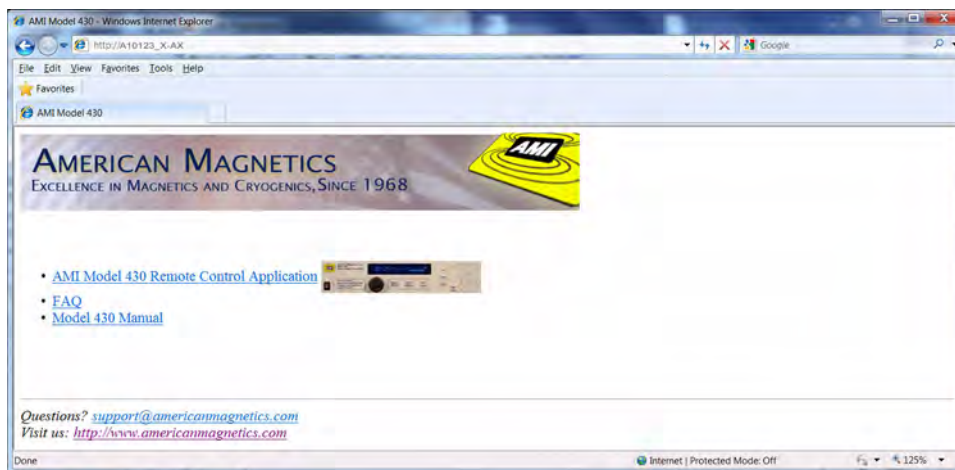 AMI Model 430 - Windows Internet Explorer
http://A10123_X-AX
Google
File Edit View Favorites Tools Help
Favorites
AMI Model 430
AMERICAN MAGNETICS
EXCELLENCE IN MAGNETICS AND CRYOGENICS, SINCE 1968
AMI
• AMI Model 430 Remote Control Application
• FAQ
• Model 430 Manual
Questions? support@americanmagnetics.com
Visit us: http://www.americanmagnetics.com
Done
Internet | Protected Mode: Off
125%